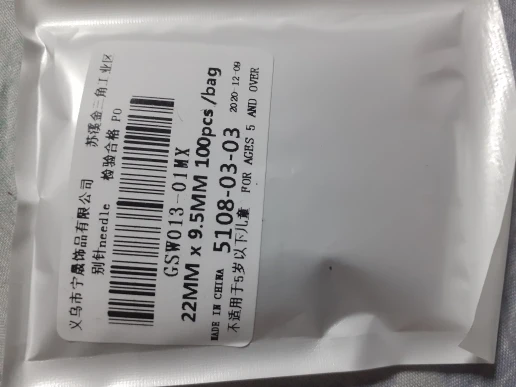 义乌市宁晟饰品有限公司 苏溪金三角工业区
别针needle 检验合格 PO
GSW013-01MX
22MM x 9.5MM 100pcs/bag
5108-03-03 2020-12-09
MADE IN CHINA FOR AGES 5 AND OVER
不适用于5岁以下儿童